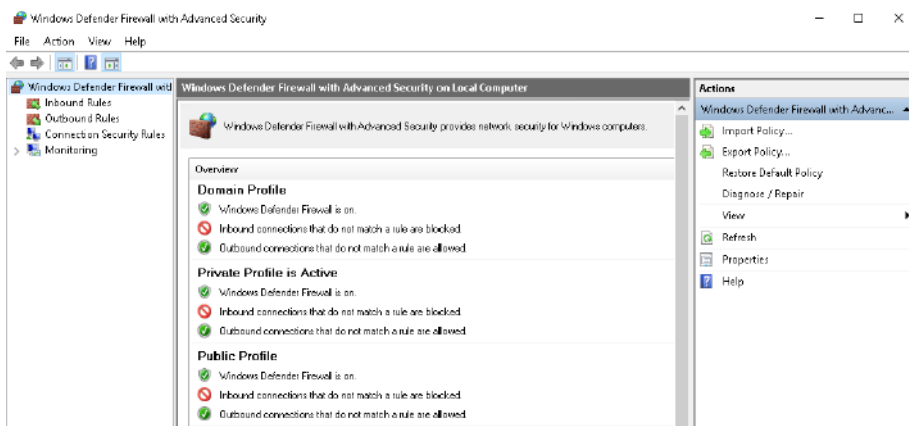 Windows Defender Firewall with Advanced Security
File Action View Help
Windows Defender Firewall witl
Inbound Rules
Outbound Rules
Connection Security Rules
Monitoring
Windows Defender Firewall with Advanced Security on Local Computer
Windows Defender Firewall with Advanced Security provides network security for Windows computers.
Overview
Domain Profile
Windows Defender Firewall is on.
Inbound connections that do not match a rule are blocked.
Outbound connections that do not match a rule are allowed.
Private Profile is Active
Windows Defender Firewall is on.
Inbound connections that do not match a rule are blocked.
Outbound connections that do not match a rule are allowed.
Public Profile
Windows Defender Firewall is on.
Inbound connections that do not match a rule are blocked.
Outbound connections that do not match a rule are allowed.
Actions
Windows Defender Firewall with Advanc...
Import Policy...
Export Policy...
Restore Default Policy
Diagnose / Repair
View
Refresh
Properties
Help